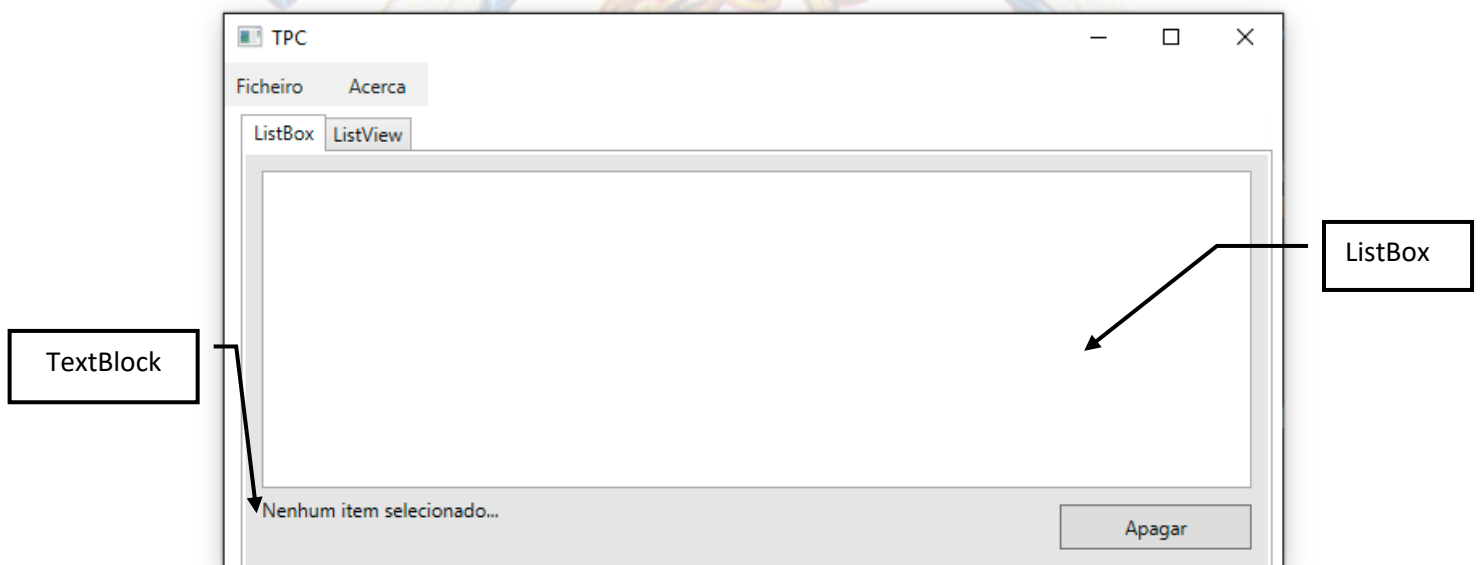 TPC
Ficheiro Acerca
ListBox ListView
ListBox
TextBlock
Nenhum item selecionado...
Apagar